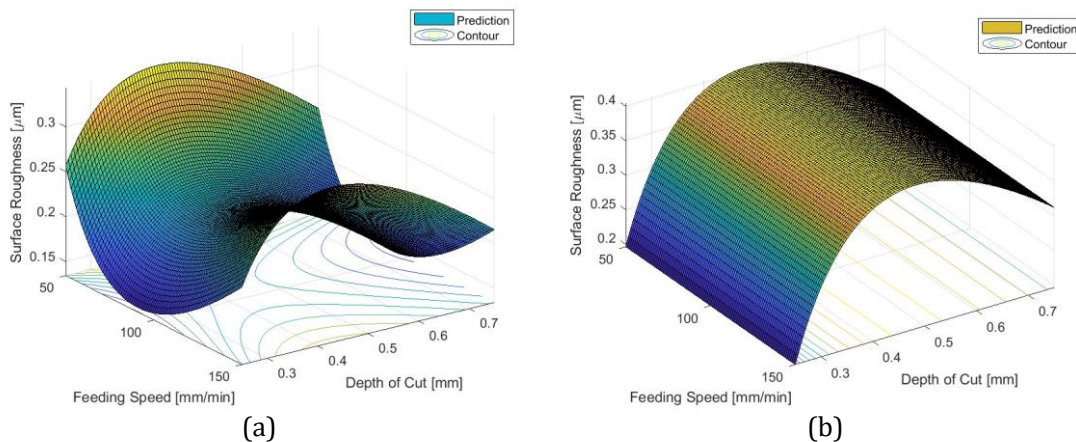 Prediction
Contour
Surface Roughness [μm]
0.3
0.25
0.2
0.15
50
100
150
Feeding Speed [mm/min]
0.3
0.4
0.5
0.6
0.7
Depth of Cut [mm]
(a)
Prediction
Contour
Surface Roughness [μm]
0.4
0.35
0.3
0.25
0.2
50
100
150
Feeding Speed [mm/min]
0.3
0.4
0.5
0.6
0.7
Depth of Cut [mm]
(b)